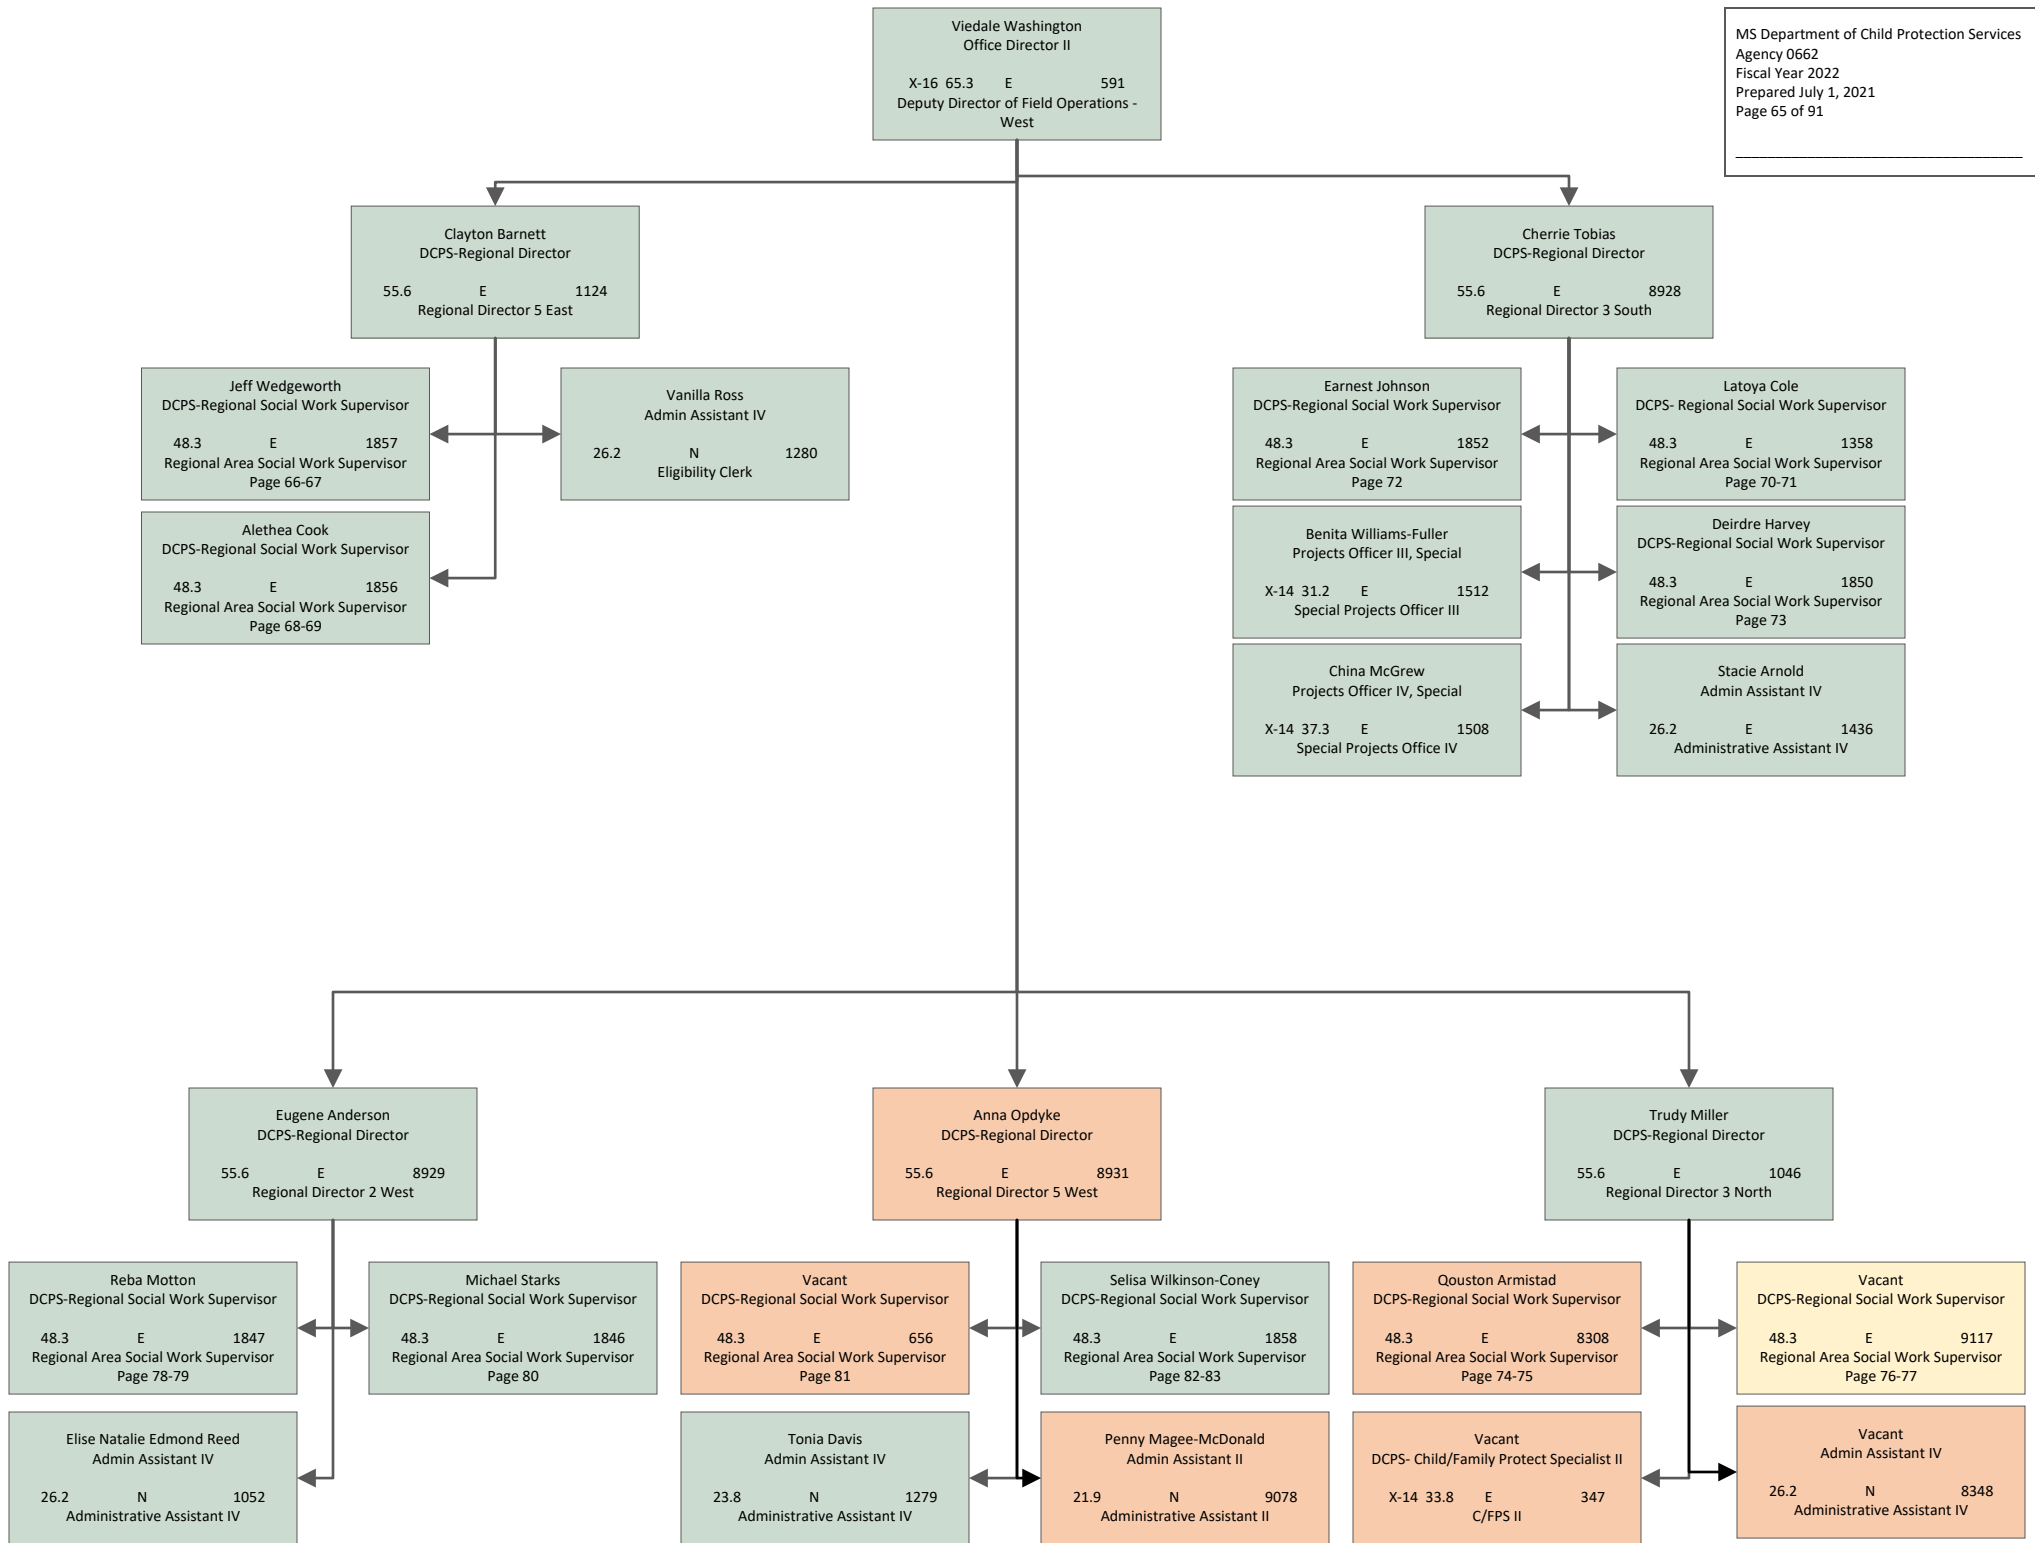 Viedale Washington
Office Director II
X-16 65.3 E 591
Deputy Director of Field Operations -
West
MS Department of Child Protection Services
Agency 0662
Fiscal Year 2022
Prepared July 1, 2021
Page 65 of 91
Clayton Barnett
DCPS-Regional Director
55.6 E 1124
Regional Director 5 East
Cherrie Tobias
DCPS-Regional Director
55.6 E 8928
Regional Director 3 South
Jeff Wedgeworth
DCPS-Regional Social Work Supervisor
48.3 E 1857
Regional Area Social Work Supervisor
Page 66-67
Vanilla Ross
Admin Assistant IV
26.2 N 1280
Eligibility Clerk
Alethea Cook
DCPS-Regional Social Work Supervisor
48.3 E 1856
Regional Area Social Work Supervisor
Page 68-69
Earnest Johnson
DCPS-Regional Social Work Supervisor
48.3 E 1852
Regional Area Social Work Supervisor
Page 72
Latoya Cole
DCPS- Regional Social Work Supervisor
48.3 E 1358
Regional Area Social Work Supervisor
Page 70-71
Benita Williams-Fuller
Projects Officer III, Special
X-14 31.2 E 1512
Special Projects Officer III
Deirdre Harvey
DCPS-Regional Social Work Supervisor
48.3 E 1850
Regional Area Social Work Supervisor
Page 73
China McGrew
Projects Officer IV, Special
X-14 37.3 E 1508
Special Projects Office IV
Stacie Arnold
Admin Assistant IV
26.2 E 1436
Administrative Assistant IV
Eugene Anderson
DCPS-Regional Director
55.6 E 8929
Regional Director 2 West
Anna Opdyke
DCPS-Regional Director
55.6 E 8931
Regional Director 5 West
Trudy Miller
DCPS-Regional Director
55.6 E 1046
Regional Director 3 North
Reba Motton
DCPS-Regional Social Work Supervisor
48.3 E 1847
Regional Area Social Work Supervisor
Page 78-79
Michael Starks
DCPS-Regional Social Work Supervisor
48.3 E 1846
Regional Area Social Work Supervisor
Page 80
Vacant
DCPS-Regional Social Work Supervisor
48.3 E 656
Regional Area Social Work Supervisor
Page 81
Selisa Wilkinson-Coney
DCPS-Regional Social Work Supervisor
48.3 E 1858
Regional Area Social Work Supervisor
Page 82-83
Qouston Armistad
DCPS-Regional Social Work Supervisor
48.3 E 8308
Regional Area Social Work Supervisor
Page 74-75
Vacant
DCPS-Regional Social Work Supervisor
48.3 E 9117
Regional Area Social Work Supervisor
Page 76-77
Elise Natalie Edmond Reed
Admin Assistant IV
26.2 N 1052
Administrative Assistant IV
Tonia Davis
Admin Assistant IV
23.8 N 1279
Administrative Assistant IV
Penny Magee-McDonald
Admin Assistant II
21.9 N 9078
Administrative Assistant II
Vacant
DCPS- Child/Family Protect Specialist II
X-14 33.8 E 347
C/FPS II
Vacant
Admin Assistant IV
26.2 N 8348
Administrative Assistant IV